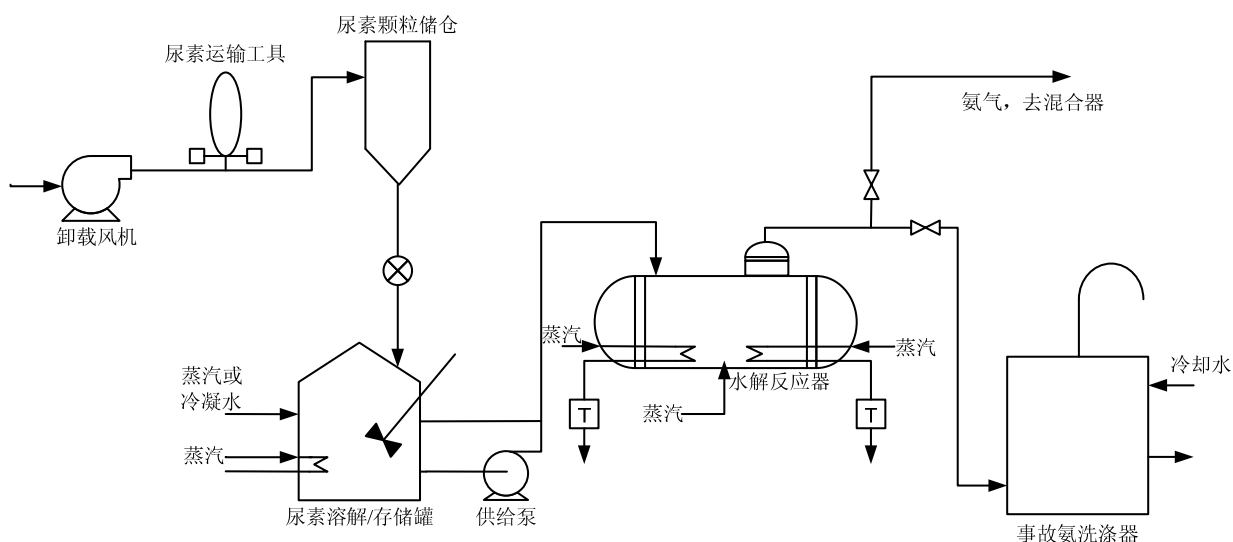 尿素颗粒储仓
尿素运输工具
氨气，去混合器
卸载风机
蒸汽
蒸汽
水解反应器
蒸汽或
冷凝水
冷却水
T
蒸汽
T
蒸汽
尿素溶解/存储罐
供给泵
事故氨洗涤器